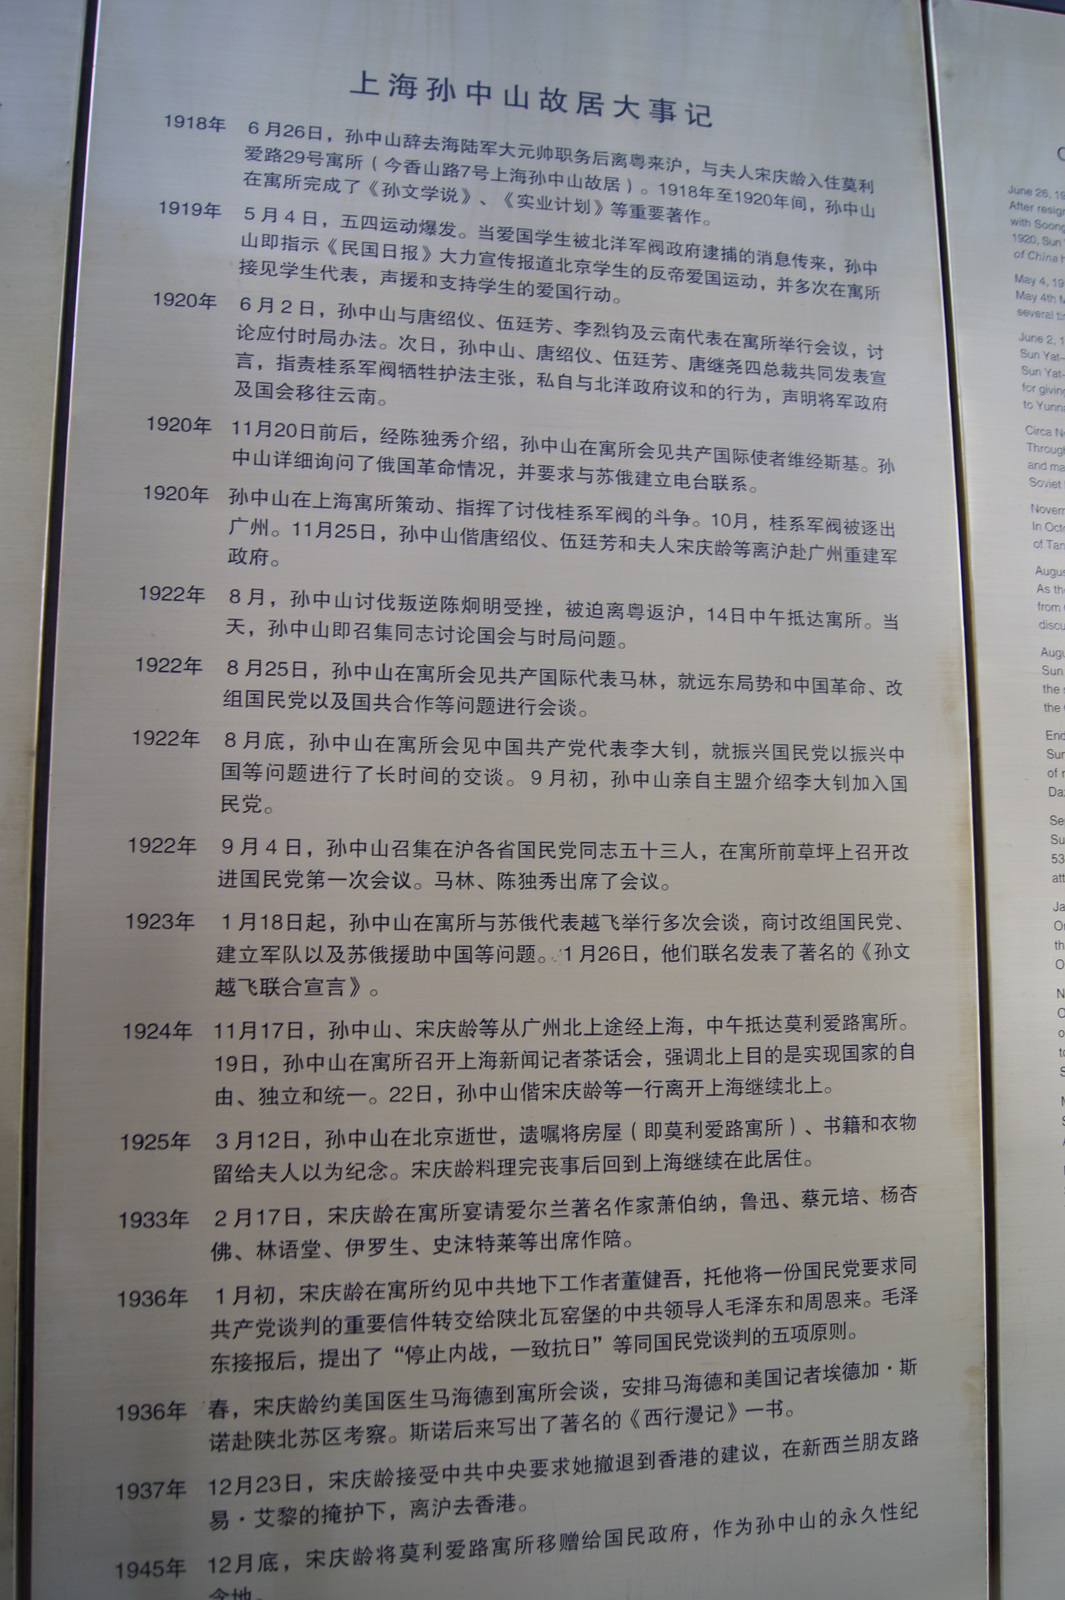 上海孙中山故居大事记
1918年 6月26日，孙中山辞去海陆军大元帅职务后离粤来沪，与夫人宋庆龄入住莫利
爱路29号寓所（今香山路7号上海孙中山故居）。1918年至1920年间，孙中山
在寓所完成了《孙文学说》、《实业计划》等重要著作。
1919年 5月4日，五四运动爆发。当爱国学生被北洋军阀政府逮捕的消息传来，孙中
山即指示《民国日报》大力宣传报道北京学生的反帝爱国运动，并多次在寓所
接见学生代表，声援和支持学生的爱国行动。
1920年 6月2日，孙中山与唐绍仪、伍廷芳、李烈钧及云南代表在寓所举行会议，讨
论应付时局办法。次日，孙中山、唐绍仪、伍廷芳、唐继尧四总裁共同发表宣
言，指责桂系军阀牺牲护法主张，私自与北洋政府议和的行为，声明将军政府
及国会移往云南。
1920年 11月20日前后，经陈独秀介绍，孙中山在寓所会见共产国际使者维经斯基。孙
中山详细询问了俄国革命情况，并要求与苏俄建立电台联系。
1920年 孙中山在上海寓所策动、指挥了讨伐桂系军阀的斗争。10月，桂系军阀被逐出
广州。11月25日，孙中山偕唐绍仪、伍廷芳和夫人宋庆龄等离沪赴广州重建军
政府。
1922年 8月，孙中山讨伐叛逆陈炯明受挫，被迫离粤返沪，14日中午抵达寓所。当
天，孙中山即召集同志讨论国会与时局问题。
1922年 8月25日，孙中山在寓所会见共产国际代表马林，就远东局势和中国革命、改
组国民党以及国共合作等问题进行会谈。
1922年 8月底，孙中山在寓所会见中国共产党代表李大钊，就振兴国民党以振兴中
国等问题进行了长时间的交谈。9月初，孙中山亲自主盟介绍李大钊加入国
民党。
1922年 9月4日，孙中山召集在沪各省国民党同志五十三人，在寓所前草坪上召开改
进国民党第一次会议。马林、陈独秀出席了会议。
1923年 1月18日起，孙中山在寓所与苏俄代表越飞举行多次会谈，商讨改组国民党、
建立军队以及苏俄援助中国等问题。1月26日，他们联名发表了著名的《孙文
越飞联合宣言》。
1924年 11月17日，孙中山、宋庆龄等从广州北上途经上海，中午抵达莫利爱路寓所。
19日，孙中山在寓所召开上海新闻记者茶话会，强调北上目的是实现国家的自
由、独立和统一。22日，孙中山偕宋庆龄等一行离开上海继续北上。
1925年 3月12日，孙中山在北京逝世，遗嘱将房屋（即莫利爱路寓所）、书籍和衣物
留给夫人以为纪念。宋庆龄料理完丧事后回到上海继续在此居住。
1933年 2月17日，宋庆龄在寓所宴请爱尔兰著名作家萧伯纳，鲁迅、蔡元培、杨杏
佛、林语堂、伊罗生、史沫特莱等出席作陪。
1936年 1月初，宋庆龄在寓所约见中共地下工作者董健吾，托他将一份国民党要求同
共产党谈判的重要信件转交给陕北瓦窑堡的中共领导人毛泽东和周恩来。毛泽
东接报后，提出了“停止内战，一致抗日”等同国民党谈判的五项原则。
1936年 春，宋庆龄约美国医生马海德到寓所会谈，安排马海德和美国记者埃德加·斯
诺赴陕北苏区考察。斯诺后来写出了著名的《西行漫记》一书。
1937年 12月23日，宋庆龄接受中共中央要求她撤退到香港的建议，在新西兰朋友路
易·艾黎的掩护下，离沪去香港。
1945年 12月底，宋庆龄将莫利爱路寓所移赠给国民政府，作为孙中山的永久性纪
念地。
June 26, 19
After resign
with Soong
1920, Sun
of China h
May 4, 19
May 4th M
several ti
June 2, 1
Sun Yat-
Sun Yat-
for giving
to Yunna
Circa N
Through
and ma
Soviet
Novem
In Octo
of Tan
Augus
As the
from
discu
Augu
Sun
the
the
End
Sun
of
Da
Se
Su
53
att
Ja
O
th
O
N
C